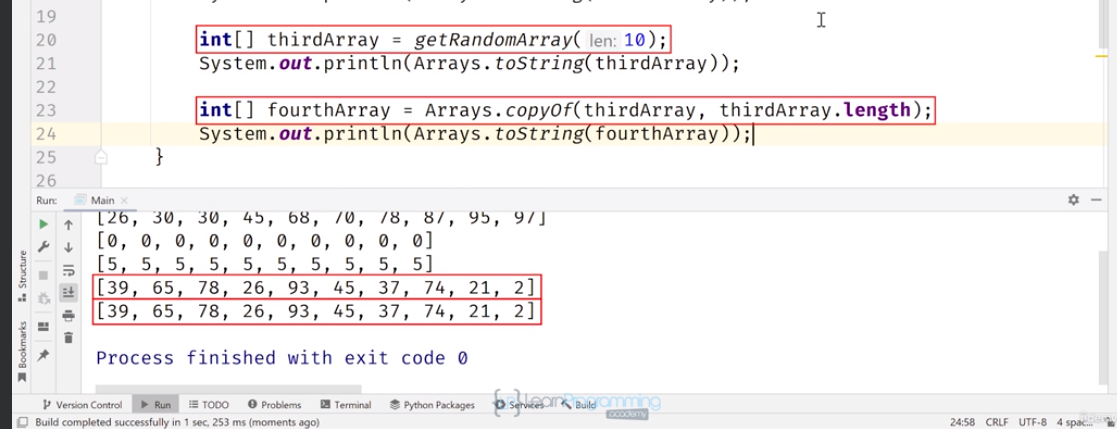 19
20 int[] thirdArray = getRandomArray( len: 10);
21 System.out.println(Arrays.toString(thirdArray));
22
23 int[] fourthArray = Arrays.copyOf(thirdArray, thirdArray.length);
24 System.out.println(Arrays.toString(fourthArray));
25 }
26
Run: Main
[26, 30, 30, 45, 68, 70, 78, 87, 95, 97]
[0, 0, 0, 0, 0, 0, 0, 0, 0, 0]
[5, 5, 5, 5, 5, 5, 5, 5, 5, 5]
[39, 65, 78, 26, 93, 45, 37, 74, 21, 2]
[39, 65, 78, 26, 93, 45, 37, 74, 21, 2]
Process finished with exit code 0
Structure
Bookmarks
Version Control Run TODO Problems Terminal Python Packages Services Build
LearnProgramming
academy
Build completed successfully in 1 sec, 253 ms (moments ago) 24:58 CRLF UTF-8 4 spac...